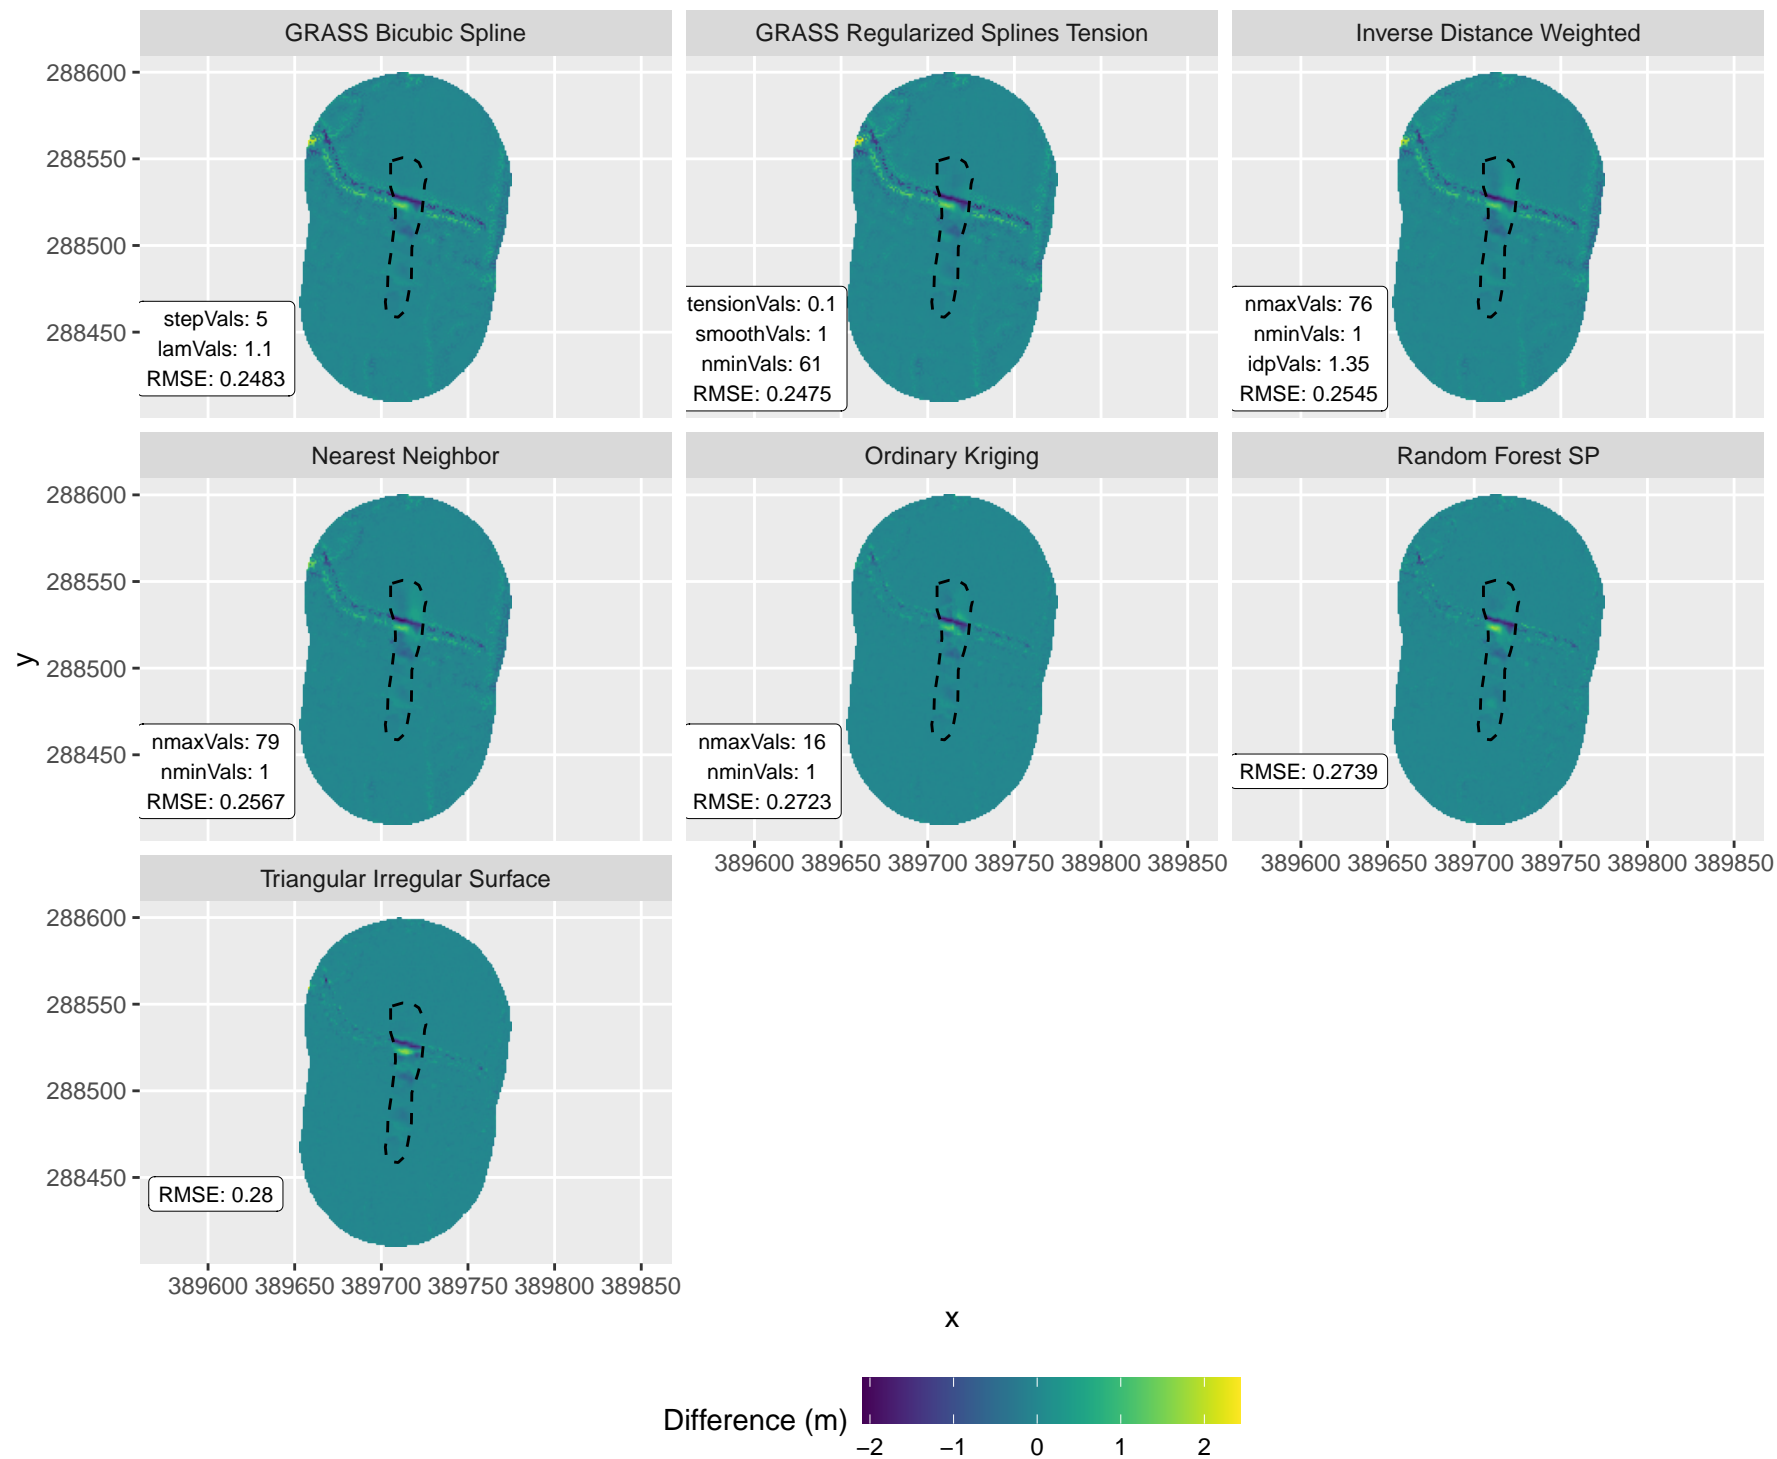 GRASS Bicubic Spline
GRASS Regularized Splines Tension
Inverse Distance Weighted
288600
288550
288500
288450
stepVals: 5
lamVals: 1.1
RMSE: 0.2483
tensionVals: 0.1
smoothVals: 1
nminVals: 61
RMSE: 0.2475
nmaxVals: 76
nminVals: 1
idpVals: 1.35
RMSE: 0.2545
Nearest Neighbor
Ordinary Kriging
Random Forest SP
288600
288550
288500
288450
nmaxVals: 79
nminVals: 1
RMSE: 0.2567
nmaxVals: 16
nminVals: 1
RMSE: 0.2723
RMSE: 0.2739
389600 389650 389700 389750 389800 389850
389600 389650 389700 389750 389800 389850
y
Triangular Irregular Surface
288600
288550
288500
288450
RMSE: 0.28
389600 389650 389700 389750 389800 389850
x
Difference (m)
−2 −1 0 1 2